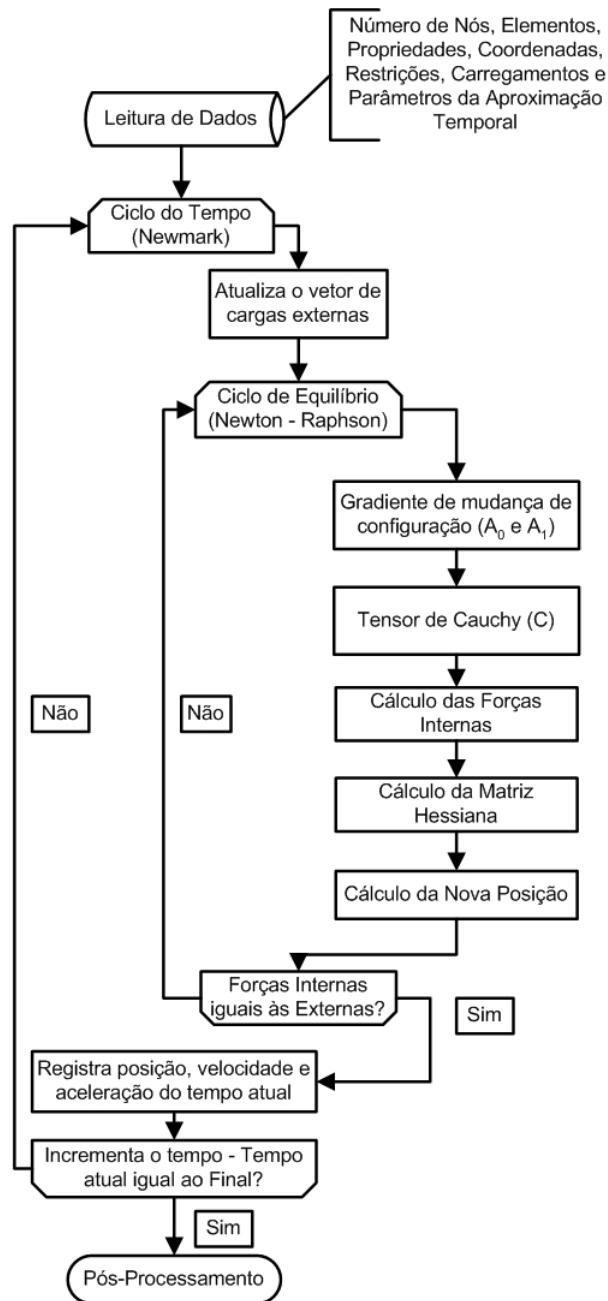 Número de Nós, Elementos,
Propriedades, Coordenadas,
Restrições, Carregamentos e
Parâmetros da Aproximação
Temporal
Leitura de Dados
Ciclo do Tempo
(Newmark)
Atualiza o vetor de
cargas externas
Ciclo de Equilíbrio
(Newton - Raphson)
Gradiente de mudança de
configuração (A₀ e A₁)
Tensor de Cauchy (C)
Cálculo das Forças
Internas
Cálculo da Matriz
Hessiana
Cálculo da Nova Posição
Não
Não
Forças Internas
iguais às Externas?
Sim
Registra posição, velocidade e
aceleração do tempo atual
Incrementa o tempo - Tempo
atual igual ao Final?
Sim
Pós-Processamento